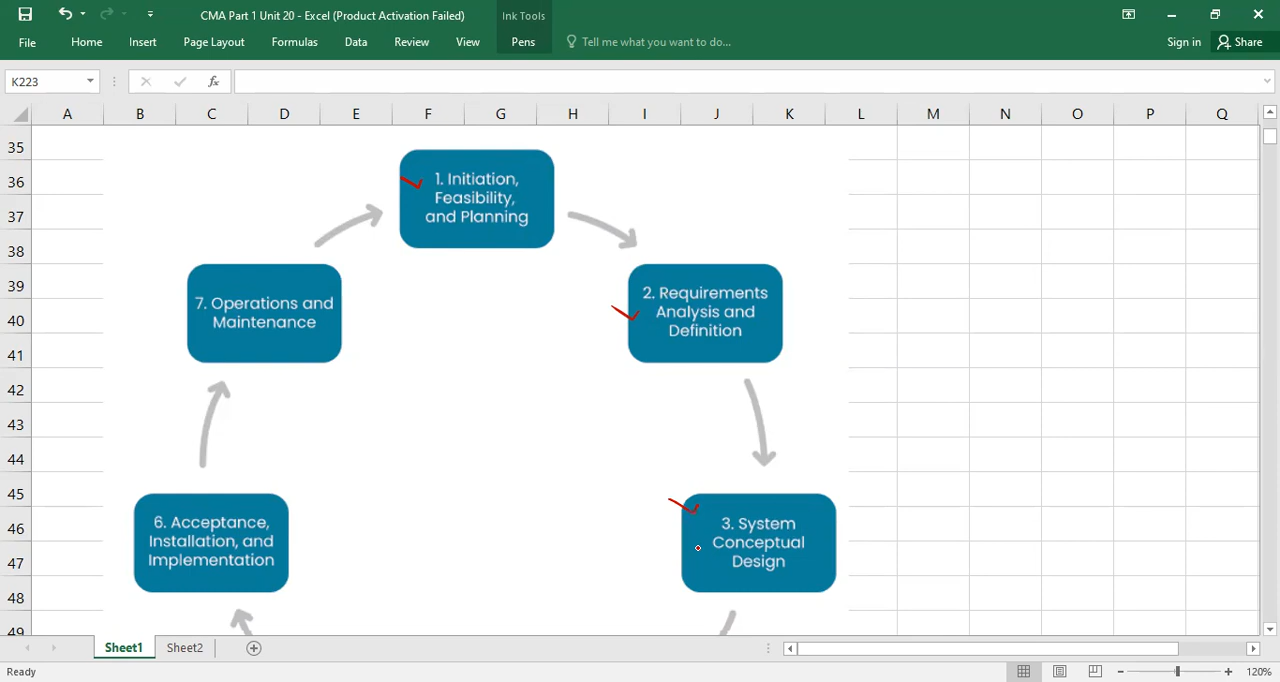 CMA Part 1 Unit 20 - Excel (Product Activation Failed)
Ink Tools
File
Home
Insert
Page Layout
Formulas
Data
Review
View
Pens
Tell me what you want to do...
Sign in
Share
K223
fx
A B C D E F G H I J K L M N O P Q
35
36
37
38
39
40
41
42
43
44
45
46
47
48
49
1. Initiation,
Feasibility,
and Planning
2. Requirements
Analysis and
Definition
3. System
Conceptual
Design
6. Acceptance,
Installation, and
Implementation
7. Operations and
Maintenance
Sheet1
Sheet2
Ready
120%